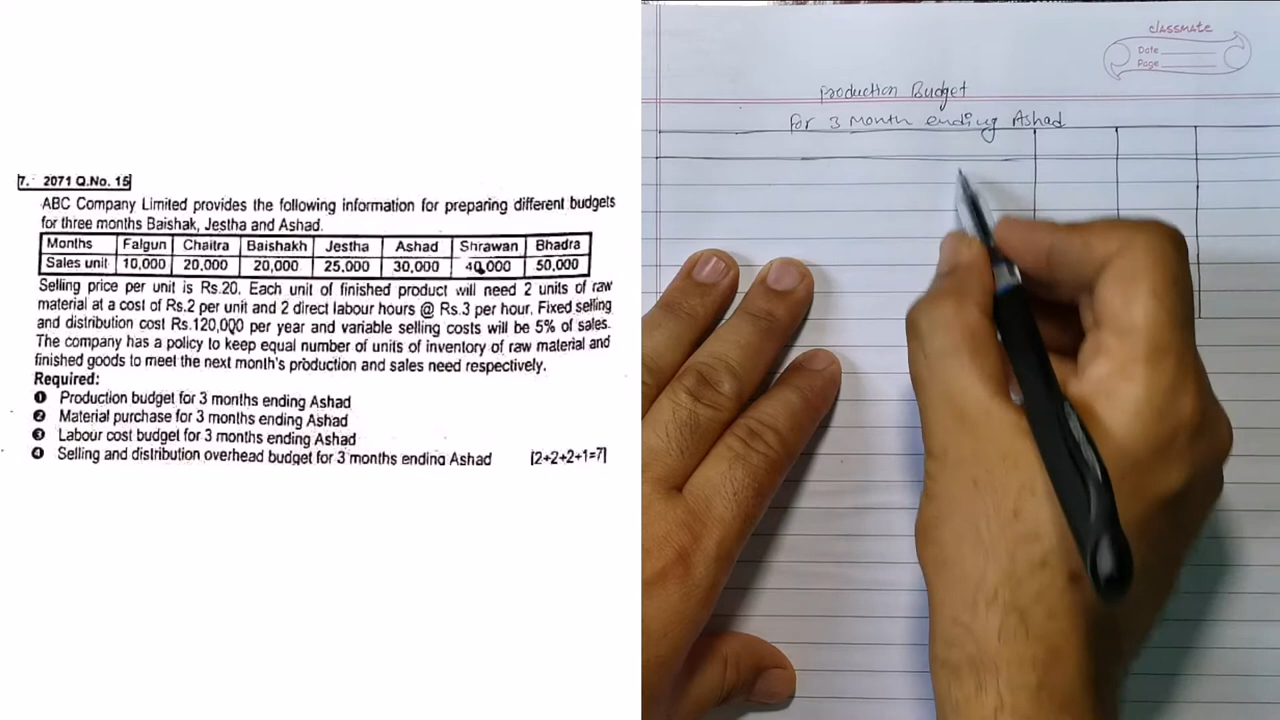 7. 2071 Q.No. 15
ABC Company Limited provides the following information for preparing different budgets
for three months Baisak, Jestha and Ashad.
Months Falgun Chaitra Baishakh Jestha Ashad Shrawan Bhadra
Sales unit 10,000 20,000 20,000 25,000 30,000 40,000 50,000
Selling price per unit is Rs.20. Each unit of finished product will need 2 units of raw
material at a cost of Rs.2 per unit and 2 direct labour hours @ Rs.3 per hour. Fixed selling
and distribution cost Rs.120,000 per year and variable selling costs will be 5% of sales.
The company has a policy to keep equal number of units of inventory of raw material and
finished goods to meet the next month's production and sales need respectively.
Required:
1 Production budget for 3 months ending Ashad
2 Material purchase for 3 months ending Ashad
3 Labour cost budget for 3 months ending Ashad
4 Selling and distribution overhead budget for 3 months ending Ashad [2+2+2+1=7]
classmate
Date
Page
Production Budget
For 3 Month ending Ashad